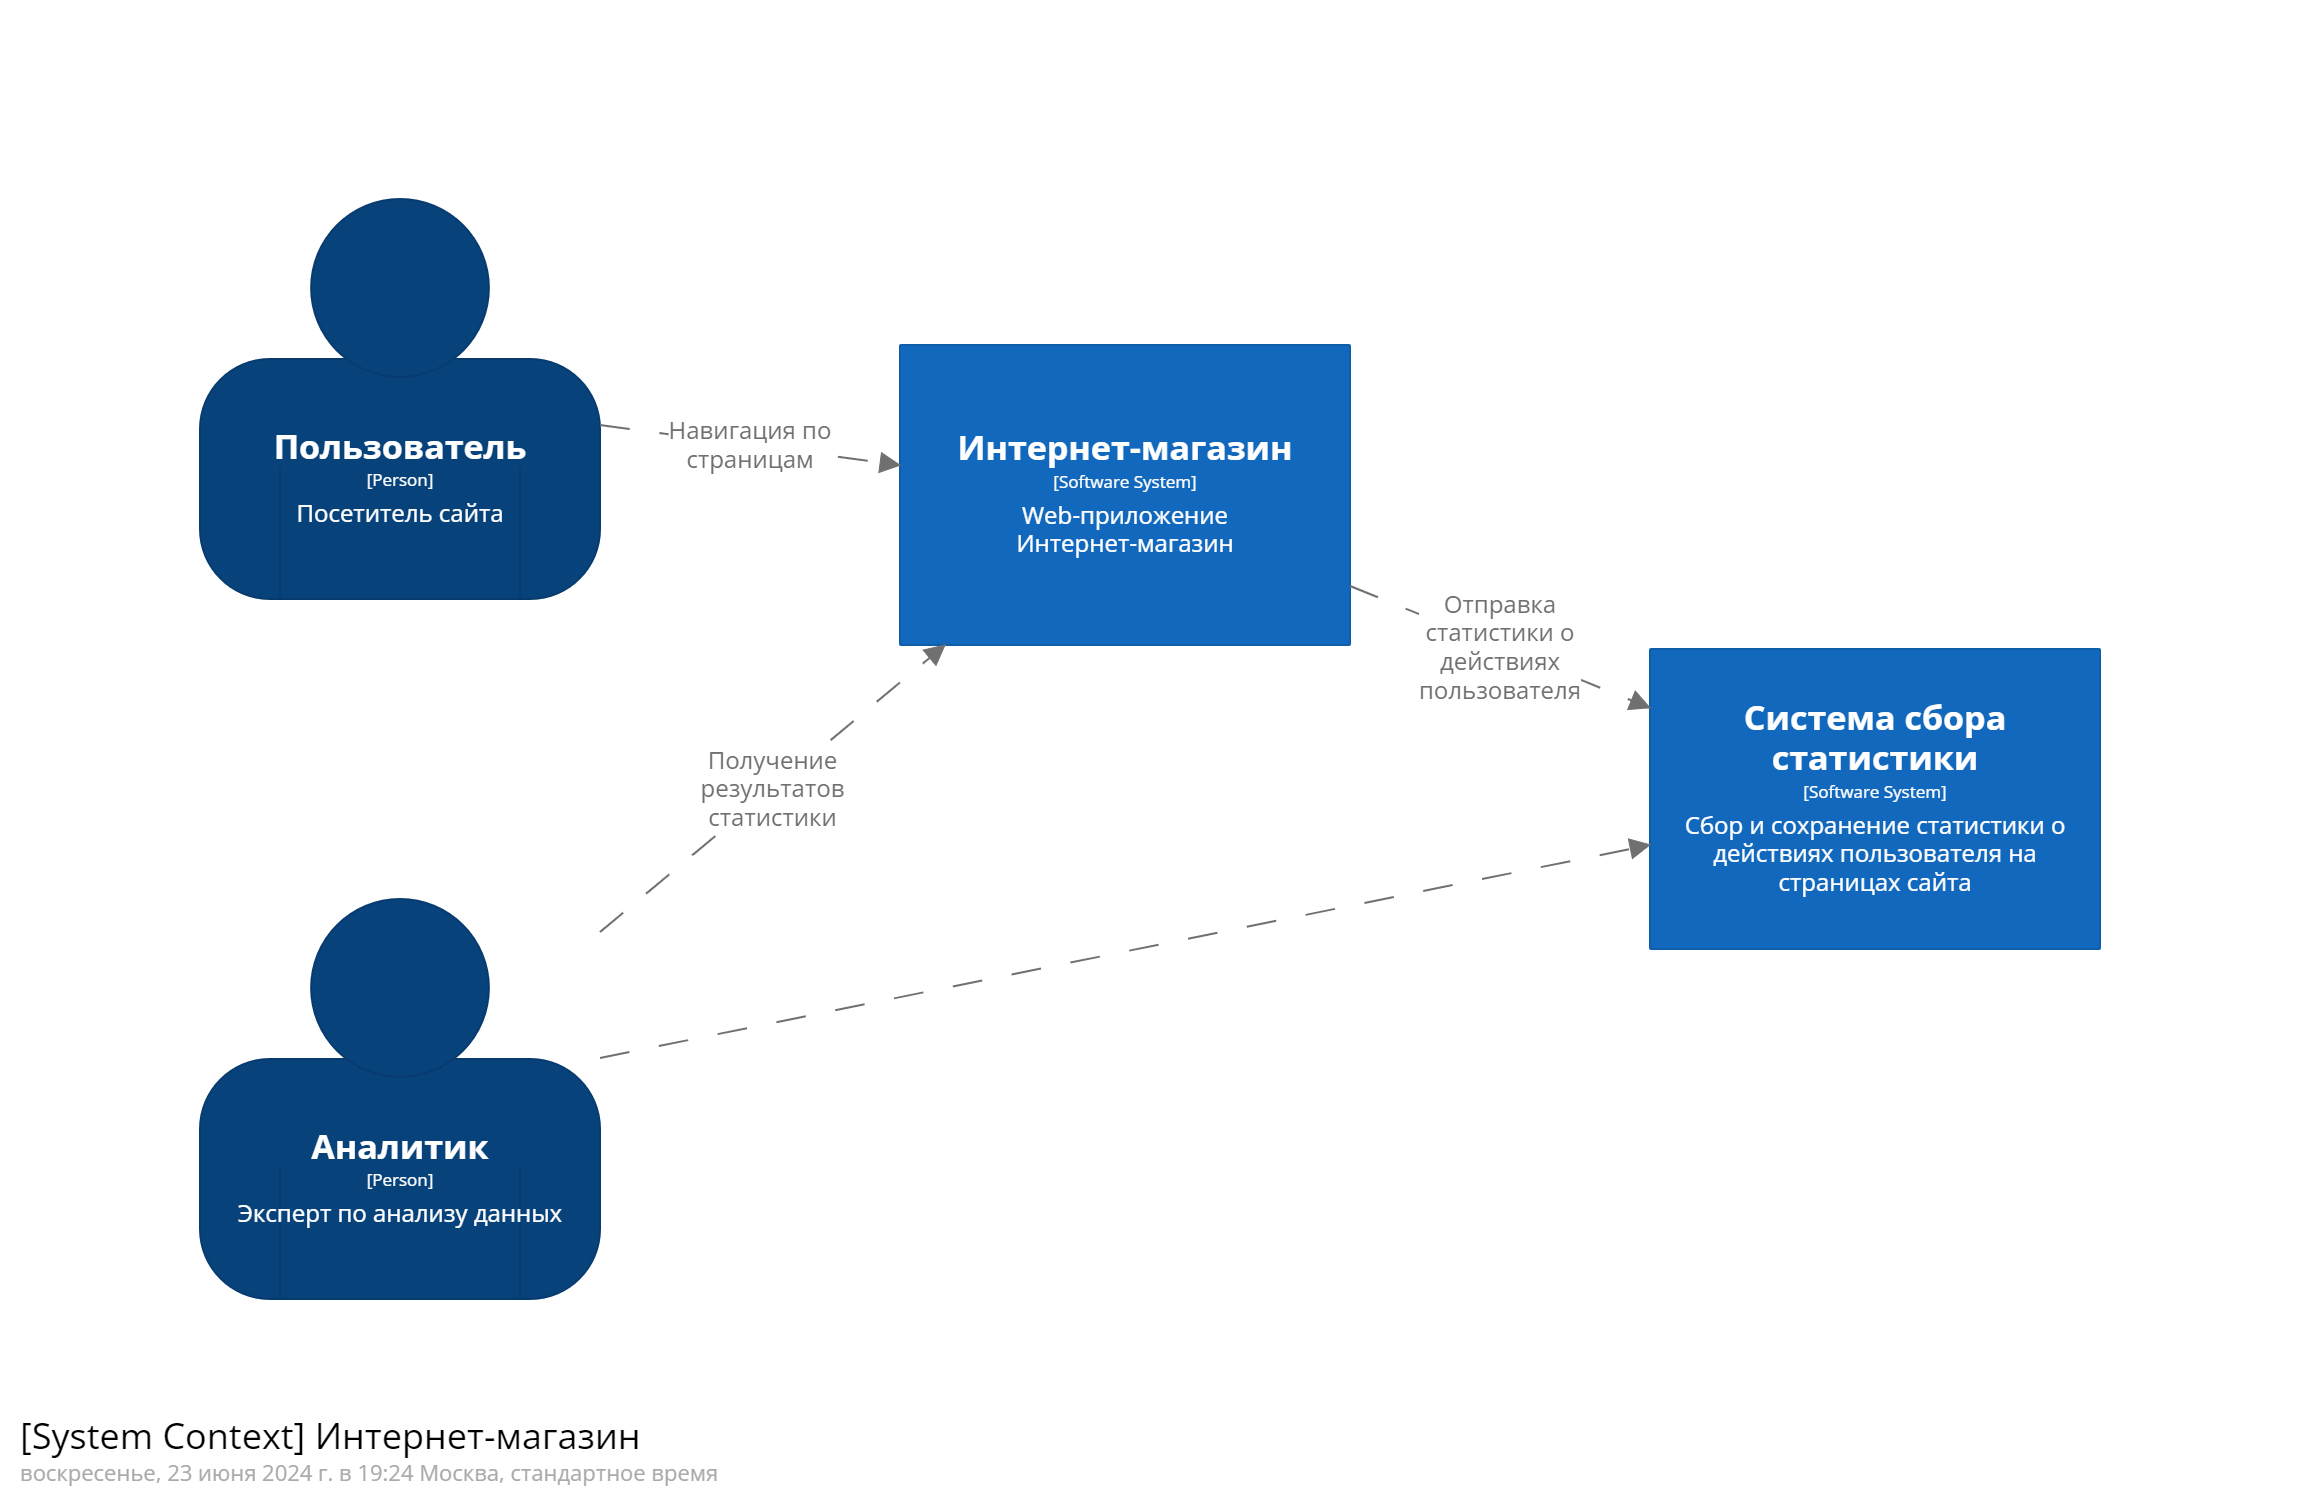 Пользователь
[Person]
Посетитель сайта
Навигация по
страницам
Интернет-магазин
[Software System]
Web-приложение
Интернет-магазин
Отправка
статистики о
действиях
пользователя
Система сбора
статистики
[Software System]
Сбор и сохранение статистики о
действиях пользователя на
страницах сайта
Получение
результатов
статистики
Аналитик
[Person]
Эксперт по анализу данных
[System Context] Интернет-магазин
воскресенье, 23 июня 2024 г. в 19:24 Москва, стандартное время